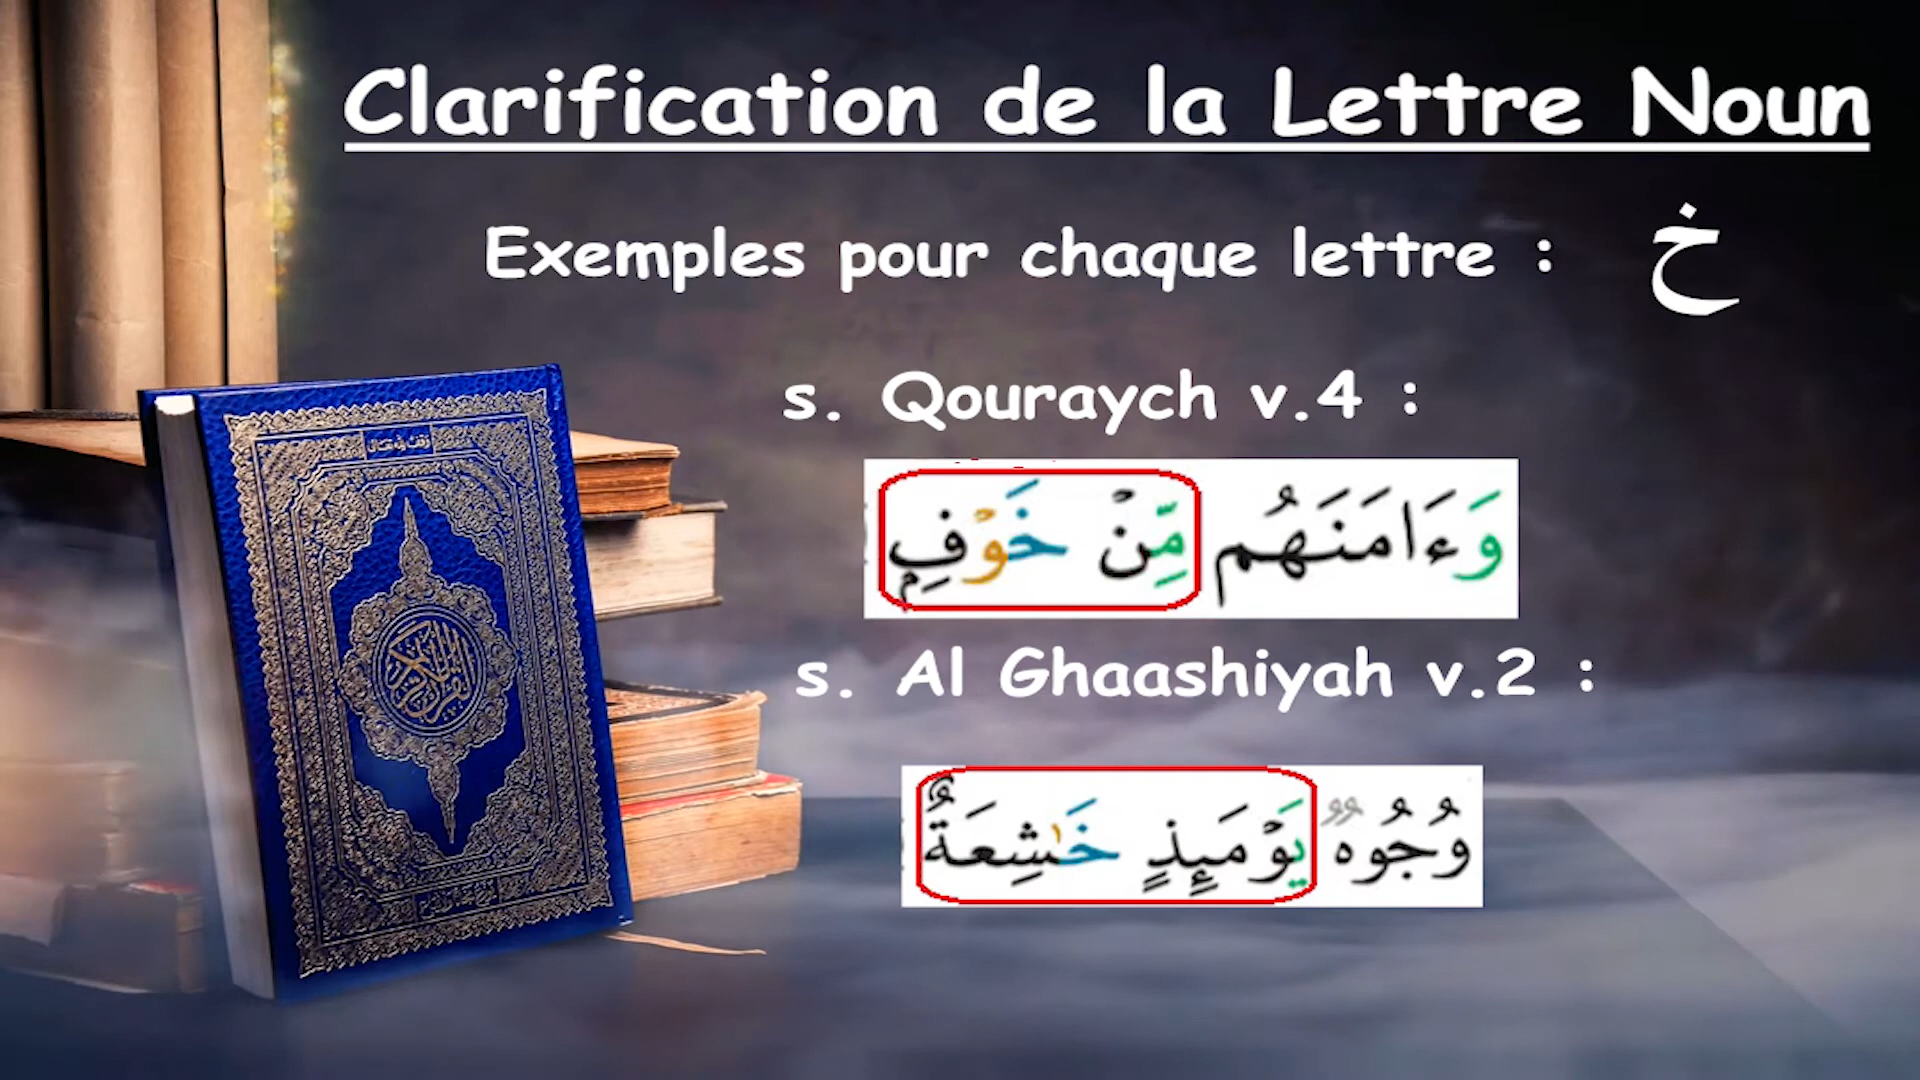 Clarification de la Lettre Noun
Exemples pour chaque lettre : خ
s. Qouraych v.4 :
وَءَامَنَهُم مِّنْ خَوْفٍۭ
s. Al Ghaashiyah v.2 :
وُجُوهٌ يَوْمَئِذٍ خَٰشِعَةٌ